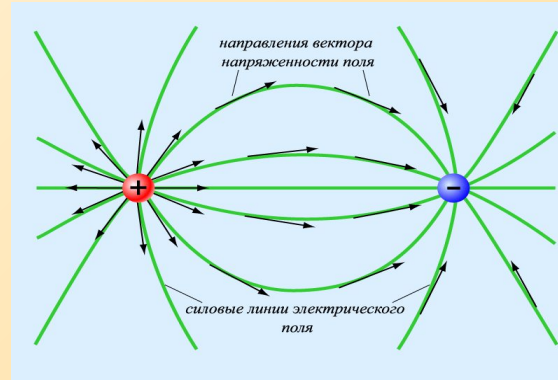 направления вектора
напряженности поля
+
-
силовые линии электрического
поля